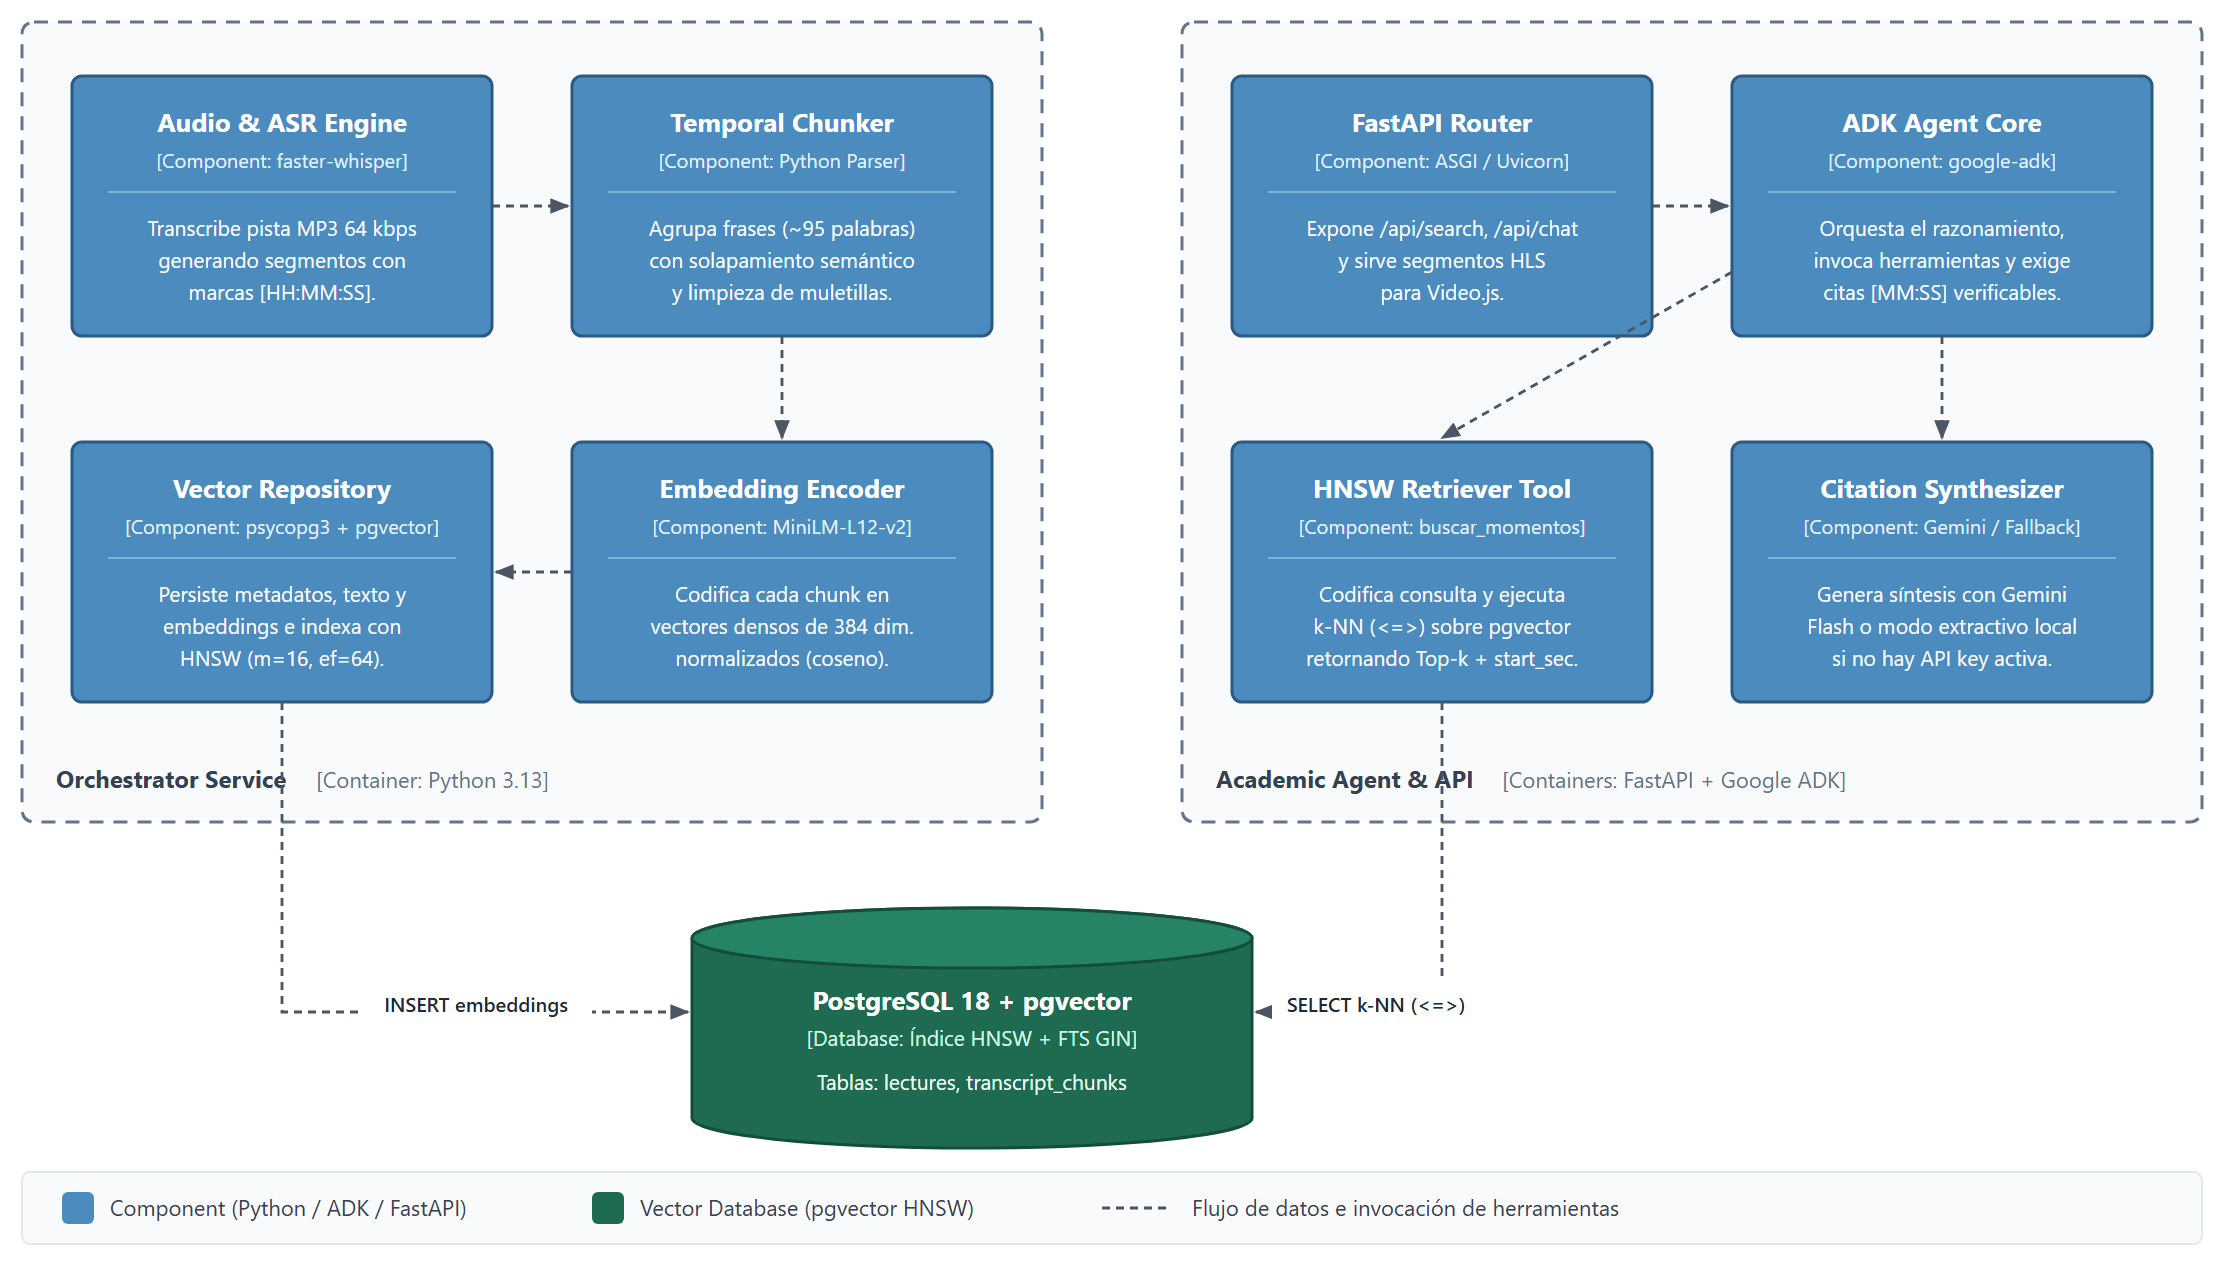 Audio & ASR Engine
[Component: faster-whisper]
Transcribe pista MP3 64 kbps
generando segmentos con
marcas [HH:MM:SS].
Temporal Chunker
[Component: Python Parser]
Agrupa frases (~95 palabras)
con solapamiento semántico
y limpieza de muletillas.
Vector Repository
[Component: psycopg3 + pgvector]
Persiste metadatos, texto y
embeddings e indexa con
HNSW (m=16, ef=64).
Embedding Encoder
[Component: MiniLM-L12-v2]
Codifica cada chunk en
vectores densos de 384 dim.
normalizados (coseno).
Orchestrator Service [Container: Python 3.13]
FastAPI Router
[Component: ASGI / Uvicorn]
Expone /api/search, /api/chat
y sirve segmentos HLS
para Video.js.
ADK Agent Core
[Component: google-adk]
Orquesta el razonamiento,
invoca herramientas y exige
citas [MM:SS] verificables.
HNSW Retriever Tool
[Component: buscar_momentos]
Codifica consulta y ejecuta
k-NN (<=>) sobre pgvector
retornando Top-k + start_sec.
Citation Synthesizer
[Component: Gemini / Fallback]
Genera síntesis con Gemini
Flash o modo extractivo local
si no hay API key activa.
Academic Agent & API [Containers: FastAPI + Google ADK]
INSERT embeddings
PostgreSQL 18 + pgvector
[Database: Índice HNSW + FTS GIN]
Tablas: lectures, transcript_chunks
SELECT k-NN (<=>)
Component (Python / ADK / FastAPI)
Vector Database (pgvector HNSW)
Flujo de datos e invocación de herramientas